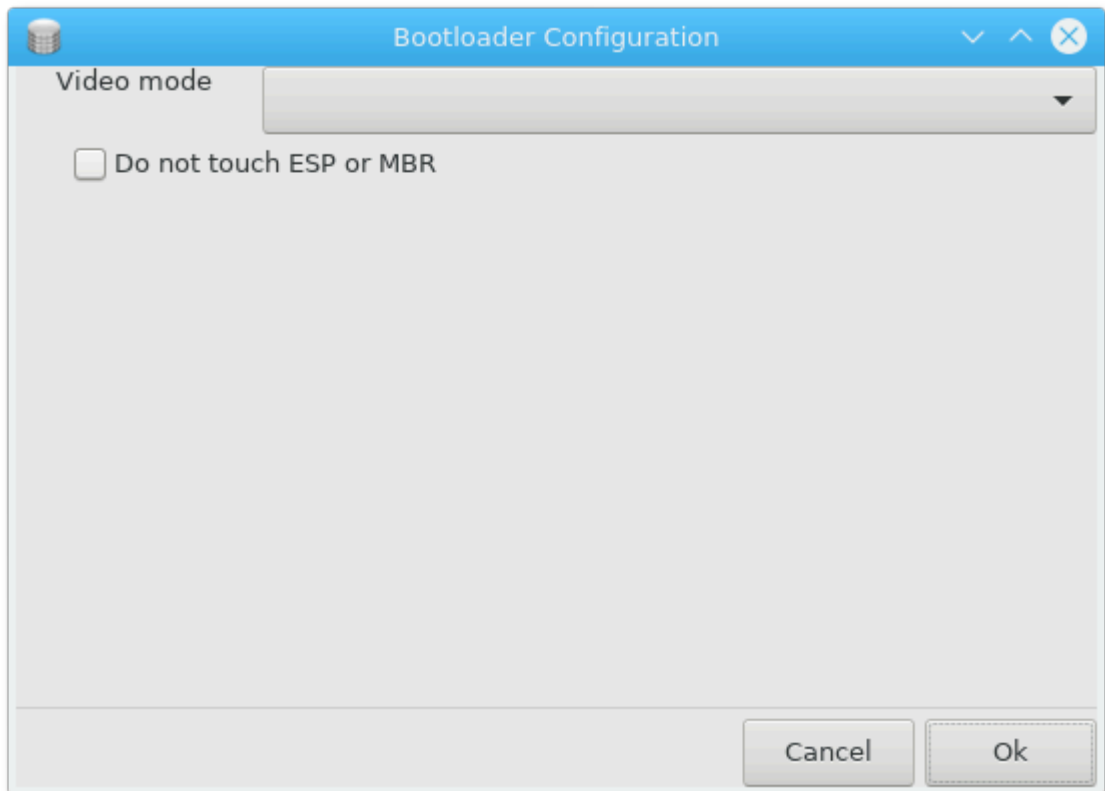 Bootloader Configuration
Video mode
Do not touch ESP or MBR
Cancel
Ok